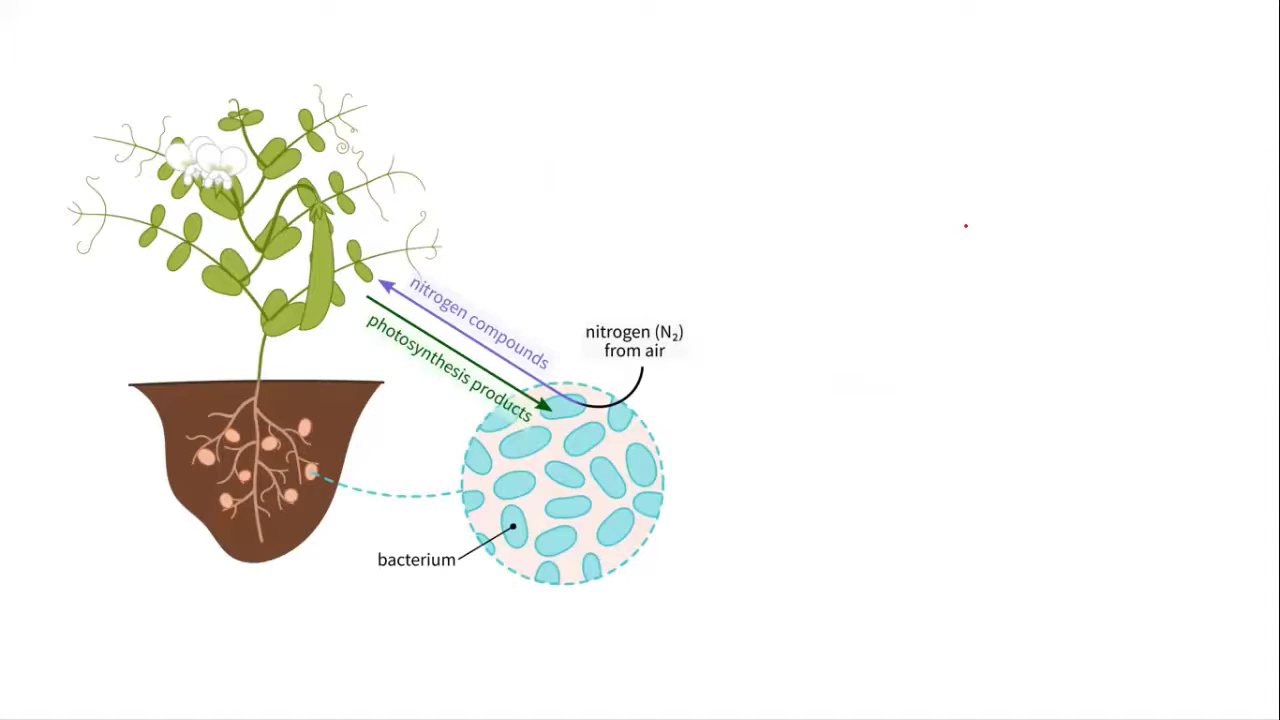 nitrogen compounds
photosynthesis products
nitrogen (N₂)
from air
bacterium